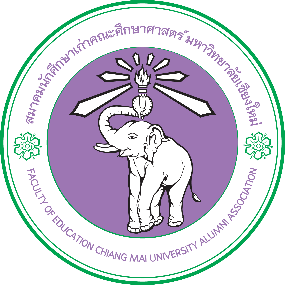 สมาคมนักศึกษาเก่าคณะศึกษาศาสตร์ มหาวิทยาลัยเชียงใหม่
FACULTY OF EDUCATION CHIANG MAI UNIVERSITY ALUMNI ASSOCIATION